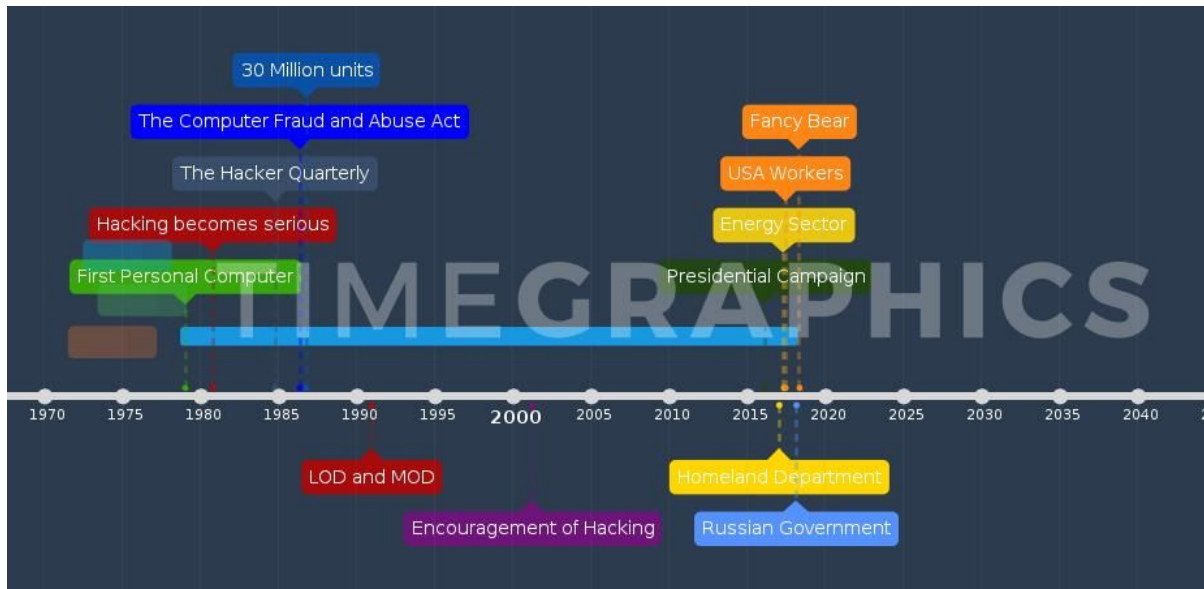 30 Million units
The Computer Fraud and Abuse Act
Fancy Bear
The Hacker Quarterly
USA Workers
Hacking becomes serious
Energy Sector
First Personal Computer
Presidential Campaign
TIMEGRAPHICS
1970 1975 1980 1985 1990 1995 2000 2005 2010 2015 2020 2025 2030 2035 2040 2
LOD and MOD
Homeland Department
Encouragement of Hacking
Russian Government